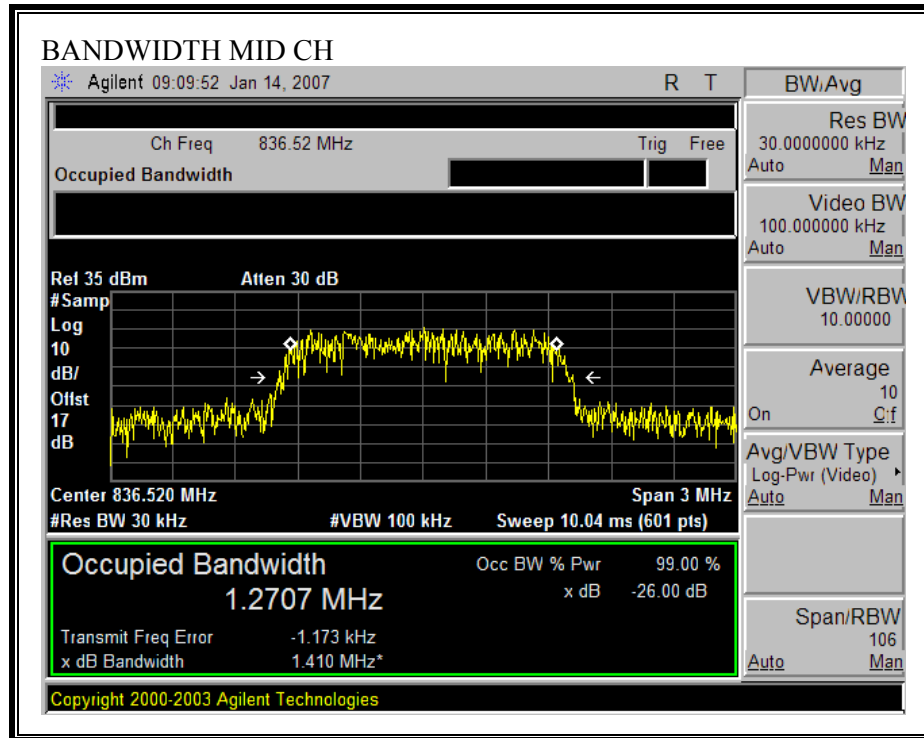 BANDWIDTH MID CH
Agilent 09:09:52 Jan 14, 2007 R T
BW/Avg
Ch Freq 836.52 MHz Trig Free
Occupied Bandwidth
Res BW
30.0000000 kHz
Auto Man
Video BW
100.000000 kHz
Auto Man
VBW/RBW
10.00000
Average
10
On Off
Avg/VBW Type
Log-Pwr (Video)
Auto Man
Span/RBW
106
Auto Man
Ref 35 dBm Atten 30 dB
#Samp
Log
10
dB/
Offst
17
dB
Center 836.520 MHz Span 3 MHz
#Res BW 30 kHz #VBW 100 kHz Sweep 10.04 ms (601 pts)
Occupied Bandwidth
1.2707 MHz
Occ BW % Pwr 99.00 %
x dB -26.00 dB
Transmit Freq Error -1.173 kHz
x dB Bandwidth 1.410 MHz*
Copyright 2000-2003 Agilent Technologies